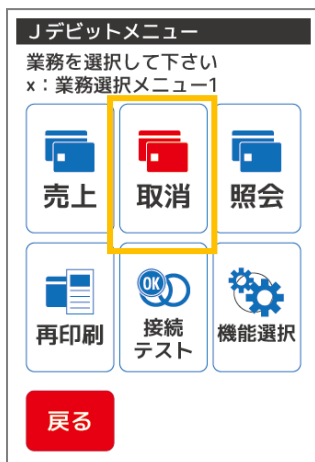 Ｊデビットメニュー
業務を選択して下さい
x：業務選択メニュー1
売上
取消
照会
再印刷
OK
接続
テスト
機能選択
戻る